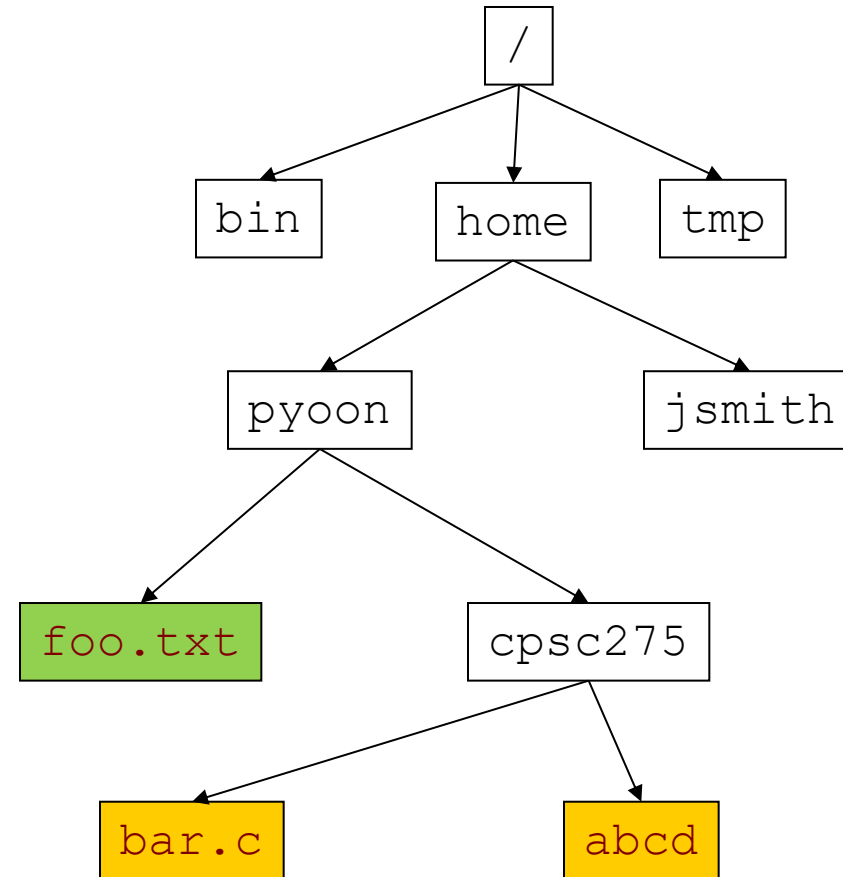 /
bin
home
tmp
pyoon
jsmith
foo.txt
cpsc275
bar.c
abcd